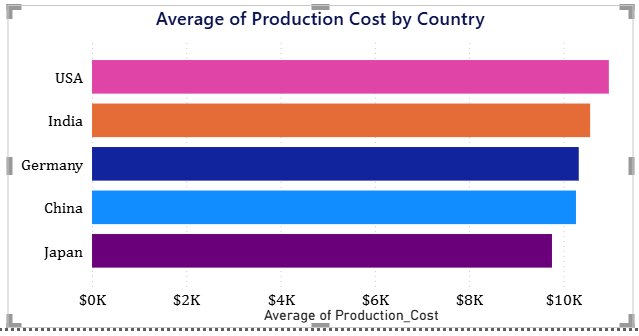 Average of Production Cost by Country
USA
India
Germany
China
Japan
$0K $2K $4K $6K $8K $10K
Average of Production_Cost